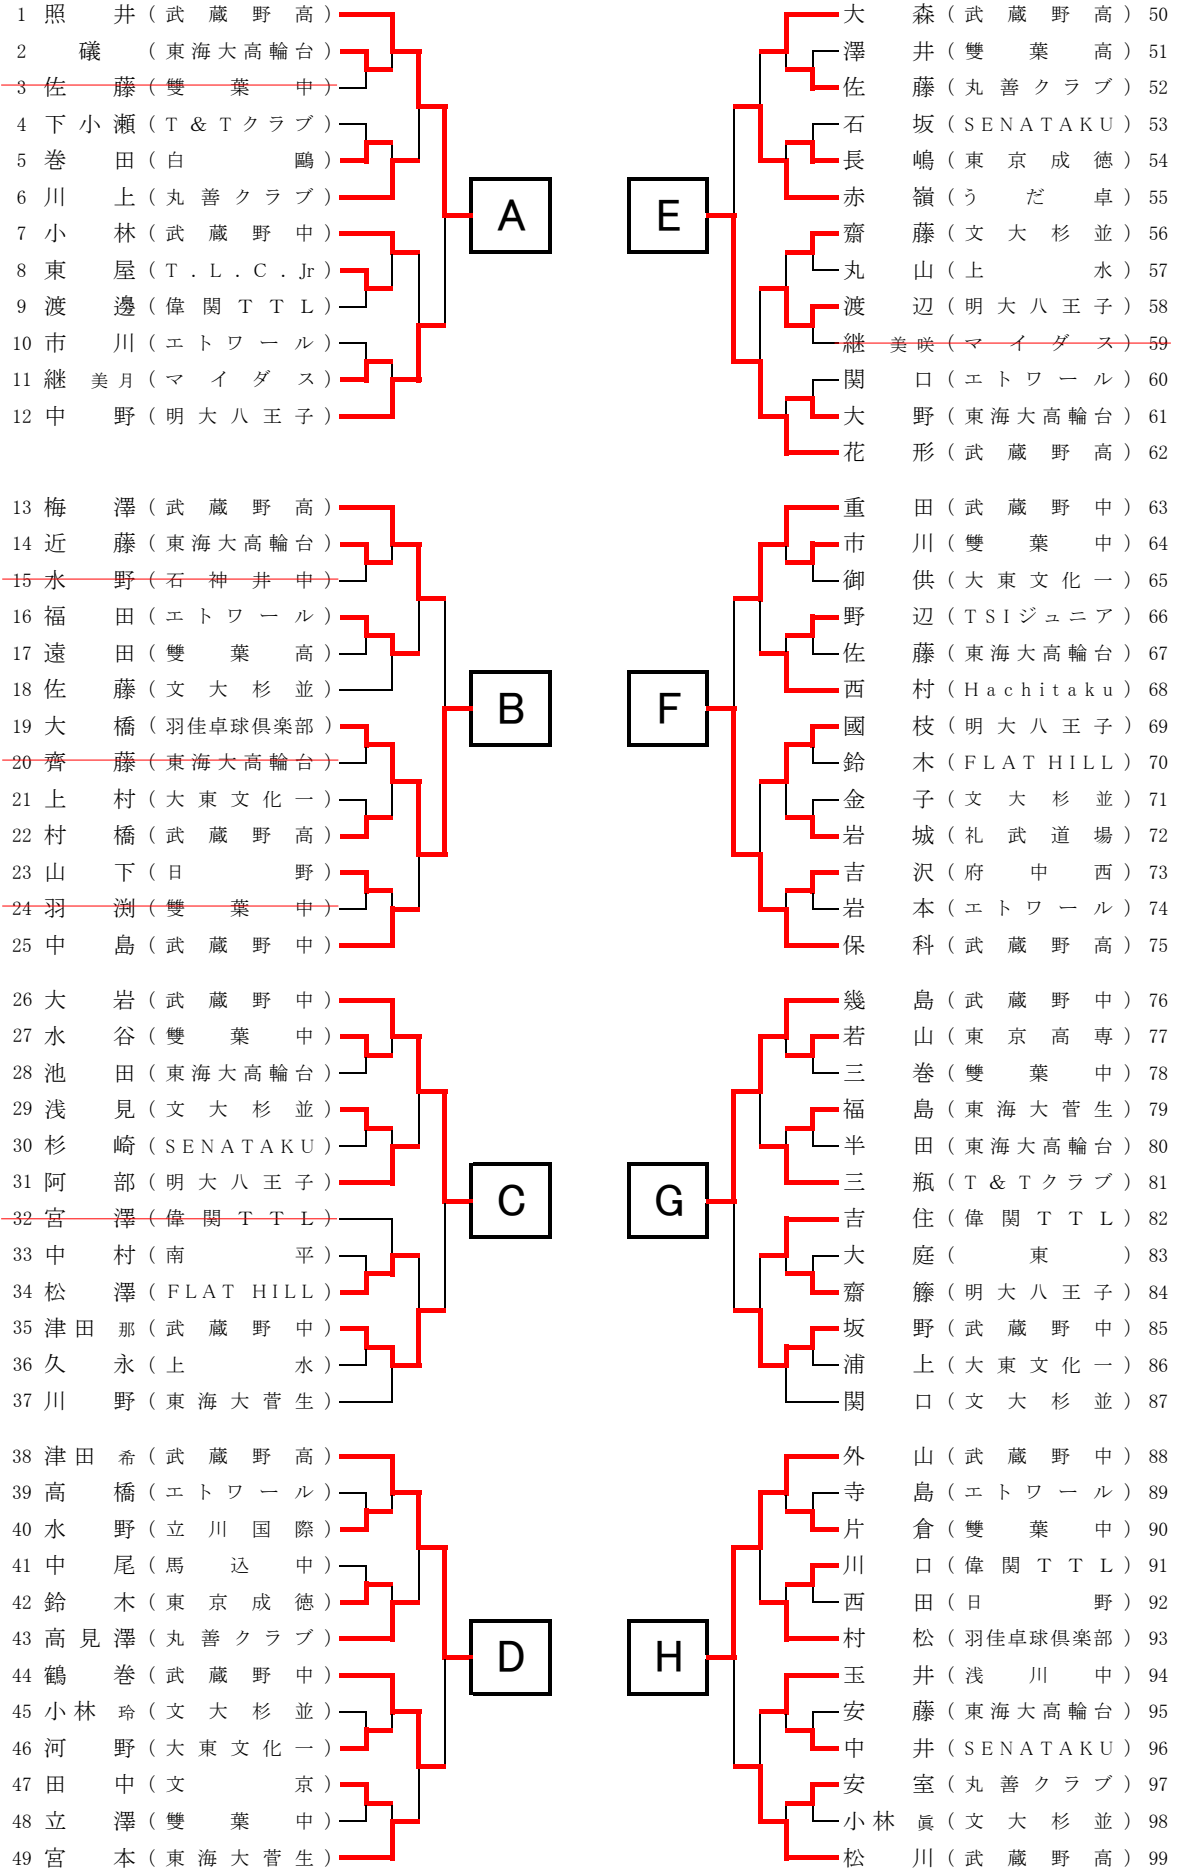 1 照井（武蔵野高）
2 礒（東海大高輪台）
3 佐藤（雙葉中）
4 下小瀬（T＆Tクラブ）
5 巻田（白鷗）
6 川上（丸善クラブ）
7 小林（武蔵野中）
8 東屋（T.L.C.Jr）
9 渡邊（偉関TTL）
10 市川（エトワール）
11 継美月（マイダス）
12 中野（明大八王子）
A
13 梅澤（武蔵野高）
14 近藤（東海大高輪台）
15 水野（石神井中）
16 福田（エトワール）
17 遠田（雙葉高）
18 佐藤（文大杉並）
19 大橋（羽佳卓球倶楽部）
20 齊藤（東海大高輪台）
21 上村（大東文化一）
22 村橋（武蔵野高）
23 山下（日野）
24 羽渕（雙葉中）
25 中島（武蔵野中）
B
26 大岩（武蔵野中）
27 水谷（雙葉中）
28 池田（東海大高輪台）
29 浅見（文大杉並）
30 杉崎（SENATAKU）
31 阿部（明大八王子）
32 宮澤（偉関TTL）
33 中村（南平）
34 松澤（FLAT HILL）
35 津田那（武蔵野中）
36 久永（上水）
37 川野（東海大菅生）
C
38 津田希（武蔵野高）
39 高橋（エトワール）
40 水野（立川国際）
41 中尾（馬込中）
42 鈴木（東京成徳）
43 高見澤（丸善クラブ）
44 鶴巻（武蔵野中）
45 小林玲（文大杉並）
46 河野（大東文化一）
47 田中（文京）
48 立澤（雙葉中）
49 宮本（東海大菅生）
D
大森（武蔵野高）50
澤井（雙葉高）51
佐藤（丸善クラブ）52
石坂（SENATAKU）53
長嶋（東京成徳）54
赤嶺（うだ卓）55
齋藤（文大杉並）56
丸山（上水）57
渡辺（明大八王子）58
継美咲（マイダス）59
関口（エトワール）60
大野（東海大高輪台）61
花形（武蔵野高）62
E
重田（武蔵野中）63
市川（雙葉中）64
御供（大東文化一）65
野辺（TSIジュニア）66
佐藤（東海大高輪台）67
西村（Hachitaku）68
國枝（明大八王子）69
鈴木（FLAT HILL）70
金子（文大杉並）71
岩城（礼武道場）72
吉沢（府中西）73
岩本（エトワール）74
保科（武蔵野高）75
F
幾島（武蔵野中）76
若山（東京高専）77
三巻（雙葉中）78
福島（東海大菅生）79
半田（東海大高輪台）80
三瓶（T＆Tクラブ）81
吉住（偉関TTL）82
大庭（東）83
齋籐（明大八王子）84
坂野（武蔵野中）85
浦上（大東文化一）86
関口（文大杉並）87
G
外山（武蔵野中）88
寺島（エトワール）89
片倉（雙葉中）90
川口（偉関TTL）91
西田（日野）92
村松（羽佳卓球倶楽部）93
玉井（浅川中）94
安藤（東海大高輪台）95
中井（SENATAKU）96
安室（丸善クラブ）97
小林眞（文大杉並）98
松川（武蔵野高）99
H